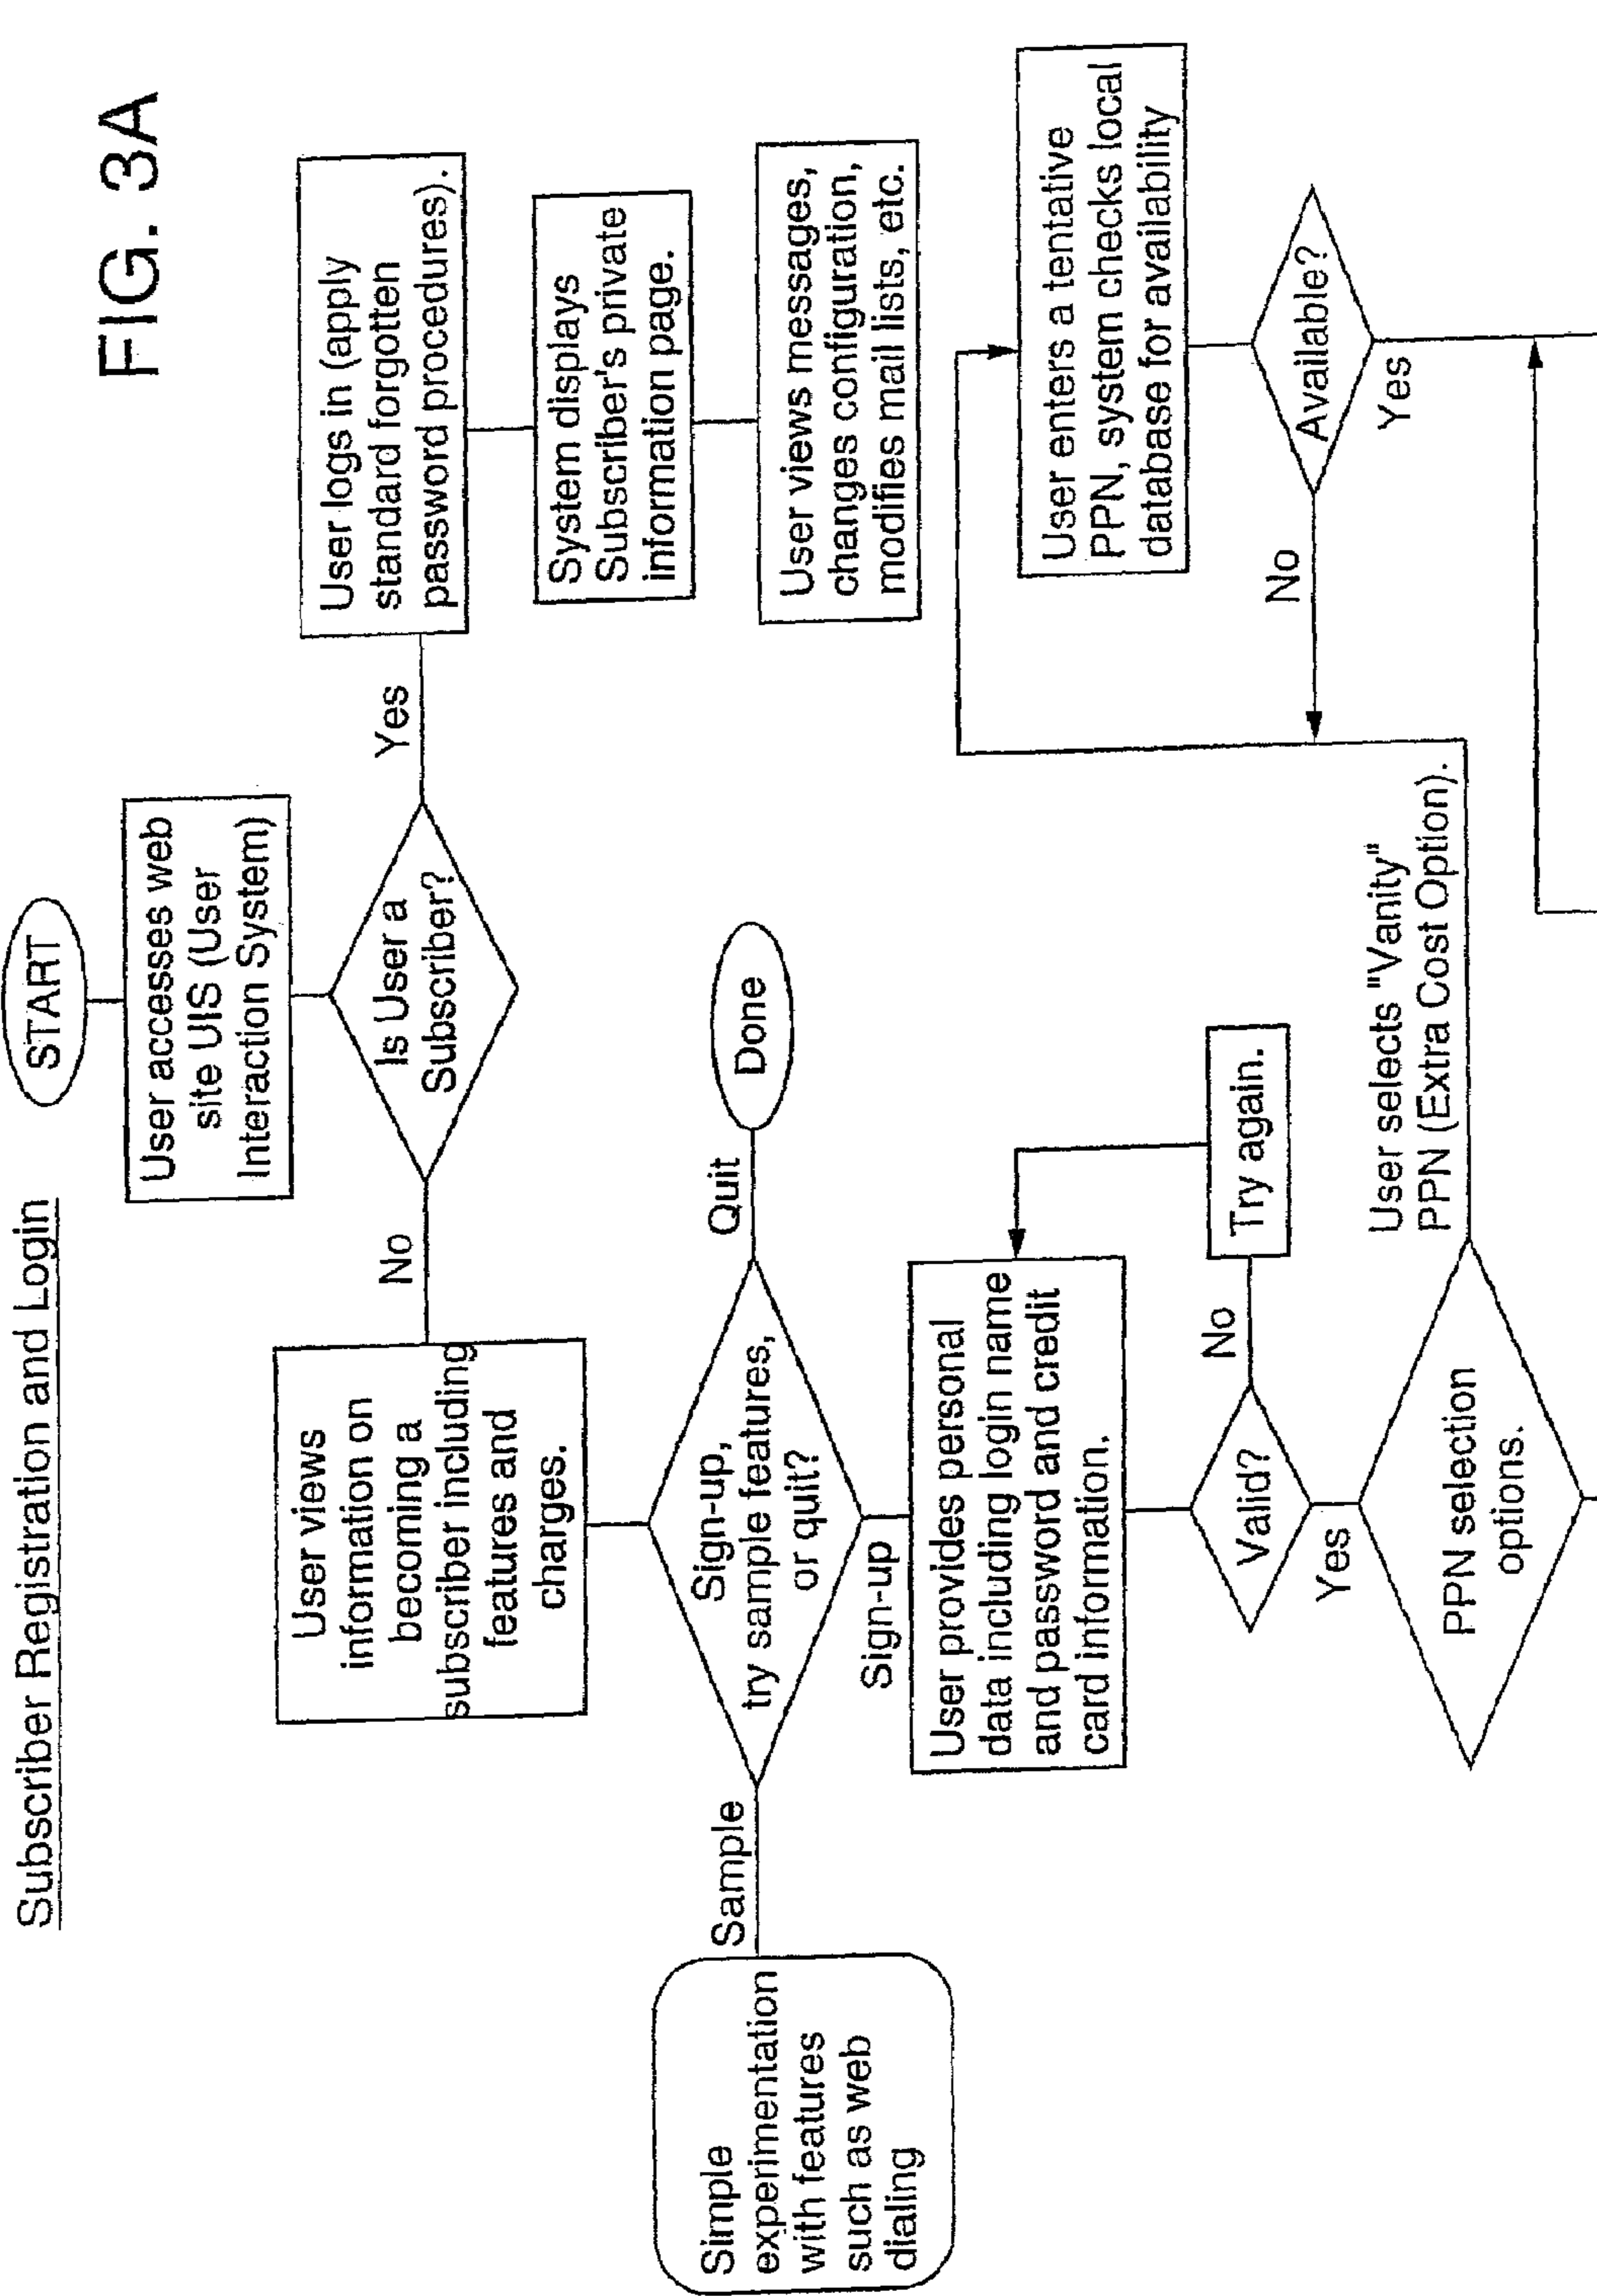 FIG. 3A
Subscriber Registration and Login
START
User accesses web
site UIS (User
Interaction System)
Is User a
Subscriber?
Yes
No
User logs in (apply
standard forgotten
password procedures).
System displays
Subscriber's private
information page.
User views messages,
changes configuration,
modifies mail lists, etc.
User views
information on
becoming a
subscriber including
features and
charges.
Sign-up,
try sample features,
or quit?
Quit
Done
Sample
Simple
experimentation
with features
such as web
dialing
Sign-up
User provides personal
data including login name
and password and credit
card information.
Valid?
No
Try again.
Yes
PPN selection
options.
User selects "Vanity"
PPN (Extra Cost Option).
User enters a tentative
PPN, system checks local
database for availability
Available?
No
Yes